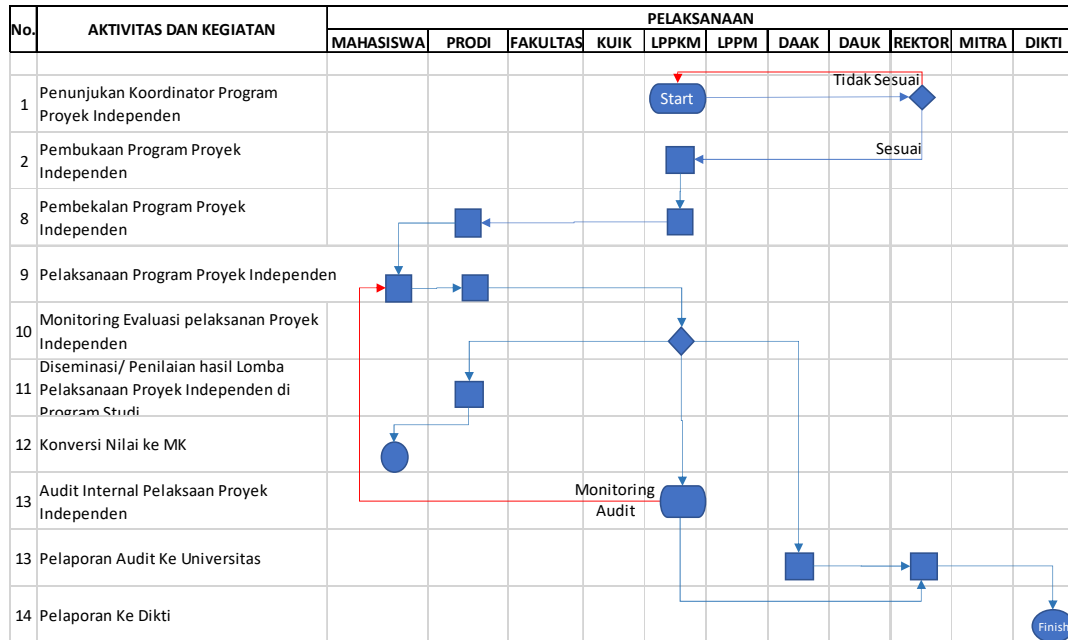 No.
AKTIVITAS DAN KEGIATAN
PELAKSANAAN
MAHASISWA PRODI FAKULTAS KUIK LPPKM LPPM DAAK DAUK REKTOR MITRA DIKTI
1
Penunjukan Koordinator Program
Proyek Independen
Start
Tidak Sesuai
2
Pembukaan Program Proyek
Independen
Sesuai
8
Pembekalan Program Proyek
Independen
9 Pelaksanaan Program Proyek Independen
10
Monitoring Evaluasi pelaksanan Proyek
Independen
11
Diseminasi/ Penilaian hasil Lomba
Pelaksanaan Proyek Independen di
Program Studi
12 Konversi Nilai ke MK
13
Audit Internal Pelaksaan Proyek
Independen
Monitoring
Audit
13 Pelaporan Audit Ke Universitas
14 Pelaporan Ke Dikti
Finish